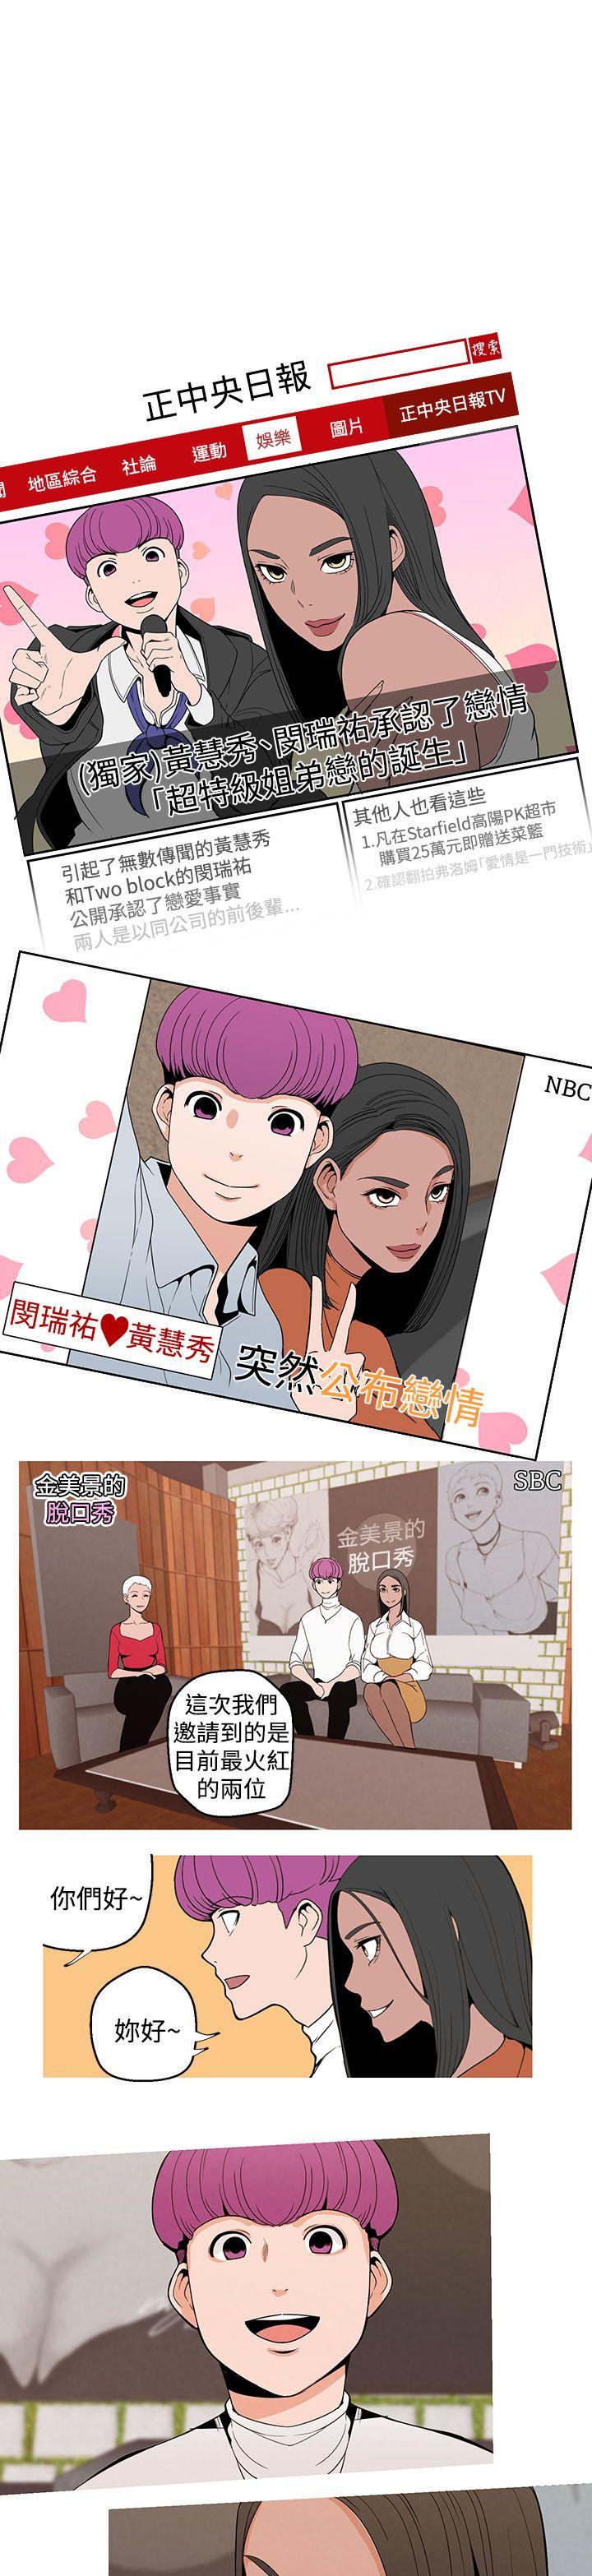 正中央日報
搜索
聞
地區綜合
社論
運動
娛樂
圖片
正中央日報TV
(獨家)黃慧秀、閔瑞祐承認了戀情
「超特級姐弟戀的誕生」
引起了無數傳聞的黃慧秀
和Two block的閔瑞祐
公開承認了戀愛事實
兩人是以同公司的前後輩...
其他人也看這些
1.凡在Starfield高陽PK超市
購買25萬元即贈送菜籃
2.確認翻拍弗洛姆「愛情是一門技術」
NBC
閔瑞祐♥黃慧秀
突然公布戀情
金美景的
脫口秀
SBC
金美景的
脫口秀
這次我們
邀請到的是
目前最火紅
的兩位
你們好~
妳好~